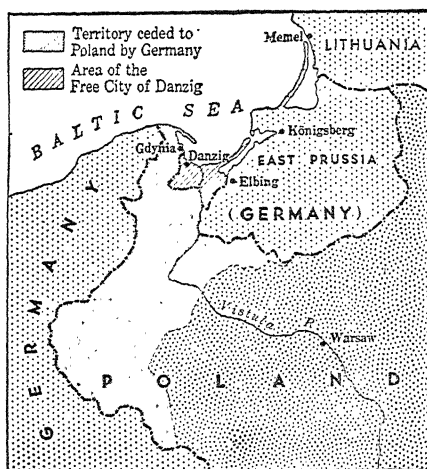 Territory ceded to
Poland by Germany
Area of the
Free City of Danzig
Memel
LITHUANIA
BALTIC SEA
Königsberg
Gdynia
Danzig
EAST PRUSSIA
Elbing
(GERMANY)
GERMANY
Vistula R.
Warsaw
POLAND